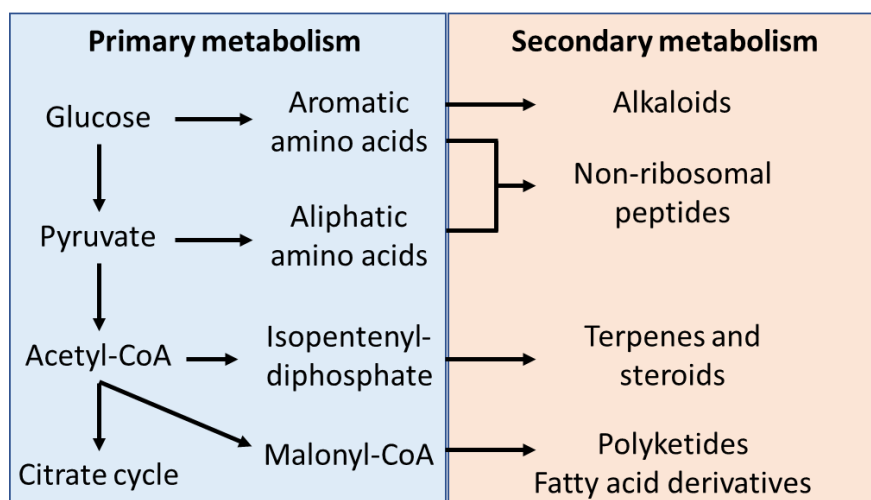 Primary metabolism
Secondary metabolism
Glucose
Aromatic
amino acids
Alkaloids
Non-ribosomal
peptides
Pyruvate
Aliphatic
amino acids
Acetyl-CoA
Isopentenyl-
diphosphate
Terpenes and
steroids
Citrate cycle
Malonyl-CoA
Polyketides
Fatty acid derivatives